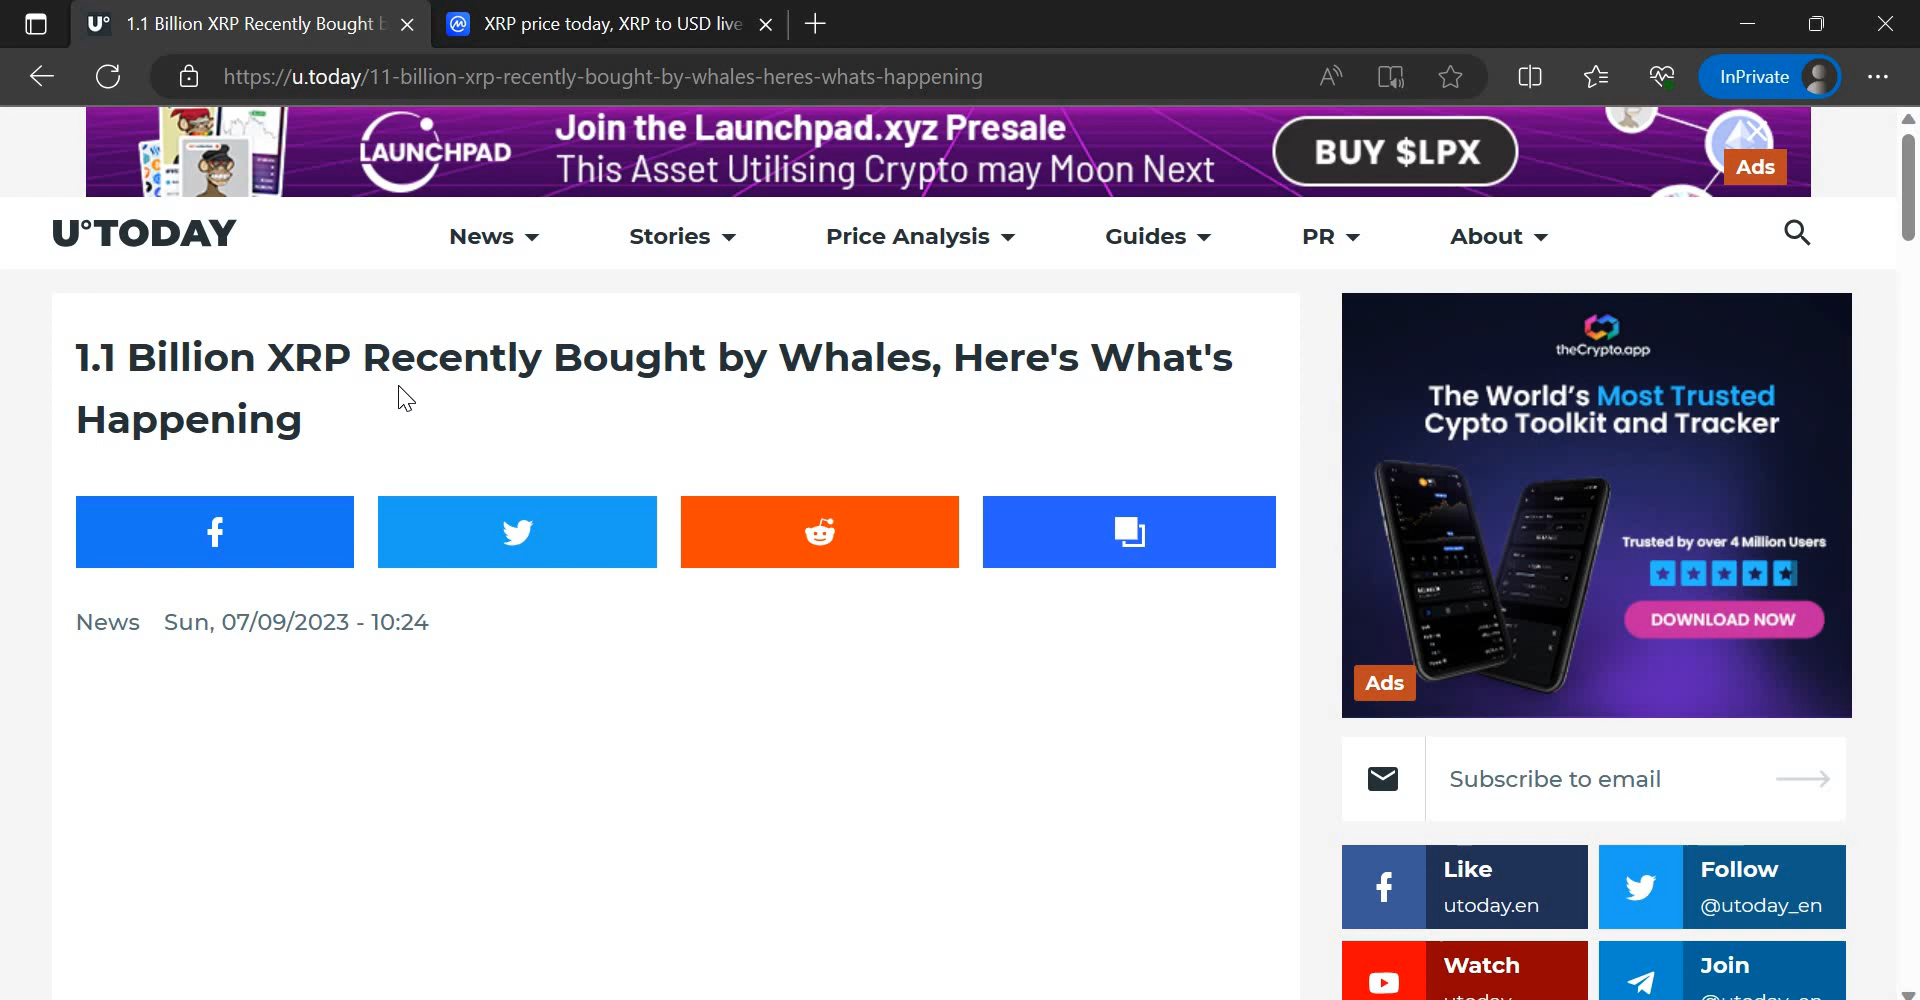 1.1 Billion XRP Recently Bought b
XRP price today, XRP to USD live
https://u.today/11-billion-xrp-recently-bought-by-whales-heres-whats-happening
InPrivate
LAUNCHPAD
Join the Launchpad.xyz Presale
This Asset Utilising Crypto may Moon Next
BUY $LPX
Ads
U°TODAY
News
Stories
Price Analysis
Guides
PR
About
1.1 Billion XRP Recently Bought by Whales, Here's What's
Happening
News Sun, 07/09/2023 - 10:24
theCrypto.app
The World's Most Trusted
Cypto Toolkit and Tracker
Trusted by over 4 Million Users
DOWNLOAD NOW
Ads
Subscribe to email
Like
utoday.en
Follow
@utoday_en
Watch
Join